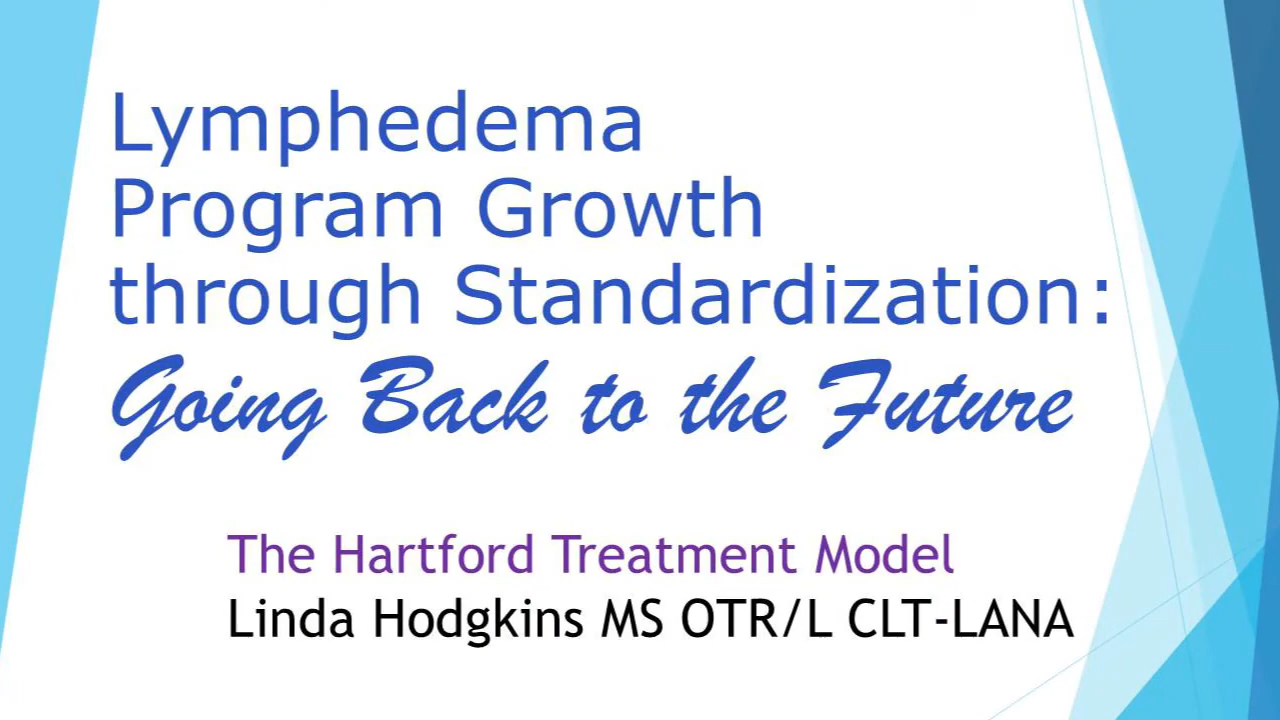 Lymphedema
Program Growth
through Standardization:
Going Back to the Future
The Hartford Treatment Model
Linda Hodgkins MS OTR/L CLT-LANA